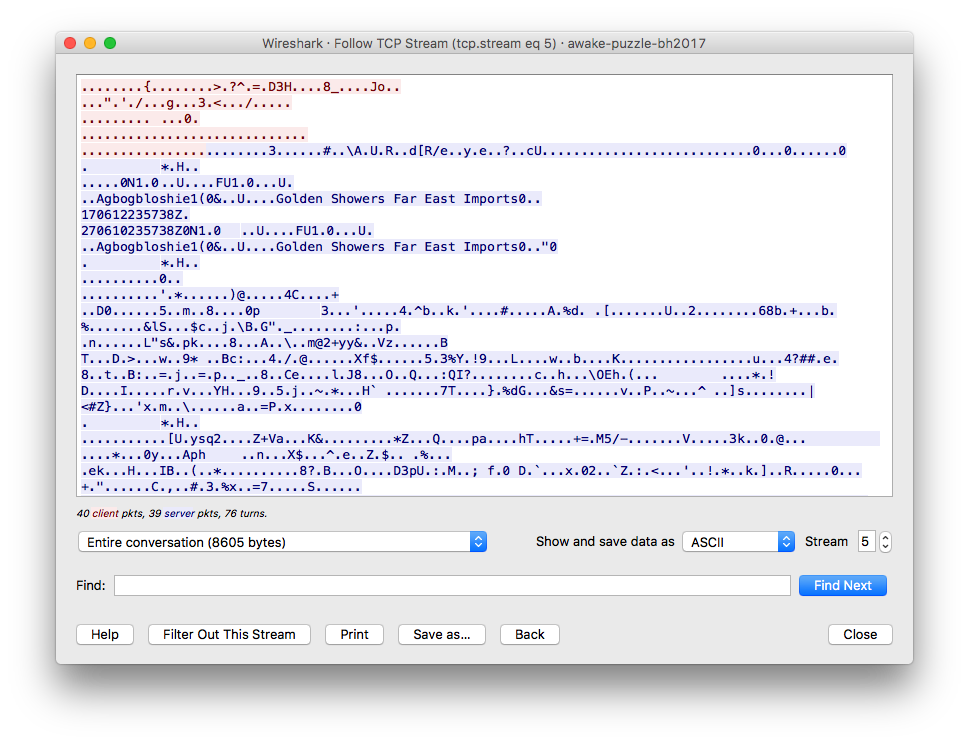 Wireshark · Follow TCP Stream (tcp.stream eq 5) · awake-puzzle-bh2017
........{........>.?^.=.D3H....8_....Jo..
...".'./...g...3.<.../.....
......... ...0.
.............................
........................3......#..\A.U.R..d[R/e..y.e..?..cU...........................0...0......0
. *.H..
.....0N1.0..U....FU1.0...U.
..Agbogbloshie1(0&..U....Golden Showers Far East Imports0..
170612235738Z.
270610235738Z0N1.0 ..U....FU1.0...U.
..Agbogbloshie1(0&..U....Golden Showers Far East Imports0.."0
. *.H..
..........0..
..........'.*......)@.....4C....+
..D0......5..m..8....0p 3...'.....4.^b..k.'....#.....A.%d. .[.......U..2........68b.+...b.
%.......&lS...$c..j.\B.G"._........:...p.
.n......L"s&.pk....8...A..\..m@2+yy&..Vz......B
T...D.>...w..9* ..Bc:...4./.@......Xf$......5.3%Y.!9...L....w..b....K.................u...4?##.e.
8..t..B:..=.j..=.p.._..8..Ce....l.J8...O..Q...:QI?........c..h...\OEh.(... ....*.!
D....I.....r.v...YH...9..5.j..~.*...H` .......7T....}.%dG...&s=......v..P..~...^ ..]s........|
<#Z}...'x.m..\......a..=P.x........0
. *.H..
...........[U.ysq2....Z+Va...K&.........*Z...Q....pa....hT.....+=.M5/−.......V.....3k..0.@...
....*...0y...Aph ..n...X$...^.e..Z.$.. .%...
.ek...H...IB..(..*..........8?.B...O....D3pU.:.M..; f.0 D.`...x.02..`Z.:.<...'..!.*..k.]..R.....0...
+."......C.,..#.3.%x..=7.....S......
40 client pkts, 39 server pkts, 76 turns.
Entire conversation (8605 bytes)
Show and save data as
ASCII
Stream
5
Find:
Find Next
Help
Filter Out This Stream
Print
Save as...
Back
Close